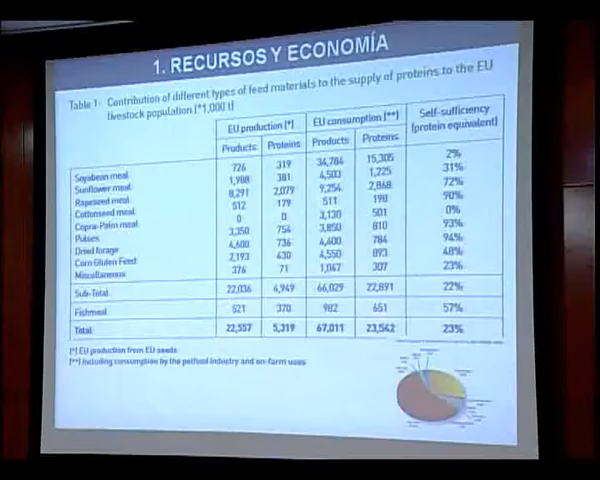 1. RECURSOS Y ECONOMÍA
Table 1: Contribution of different types of feed materials to the supply of proteins to the EU
livestock population (*1,000 t)
EU production (*) EU consumption (**) Self-sufficiency
(protein equivalent)
Products Proteins Products Proteins
Soyabean meal 726 319 34,784 15,305 2%
Sunflower meal 1,988 381 4,503 1,225 31%
Rapeseed meal 8,291 2,079 9,254 2,868 72%
Cottonseed meal 512 179 511 198 90%
Copra-Palm meal 0 0 3,130 501 0%
Pulses 3,350 754 3,850 810 93%
Dried forage 4,600 736 4,400 784 94%
Corn Gluten Feed 2,193 430 4,550 893 48%
Miscellaneous 376 71 1,047 307 23%
Sub-Total 22,036 4,949 66,029 22,891 22%
Fishmeal 521 370 982 651 57%
Total 22,557 5,319 67,011 23,542 23%
(*) EU production from EU seeds
(**) Including consumption by the petfood industry and on-farm uses